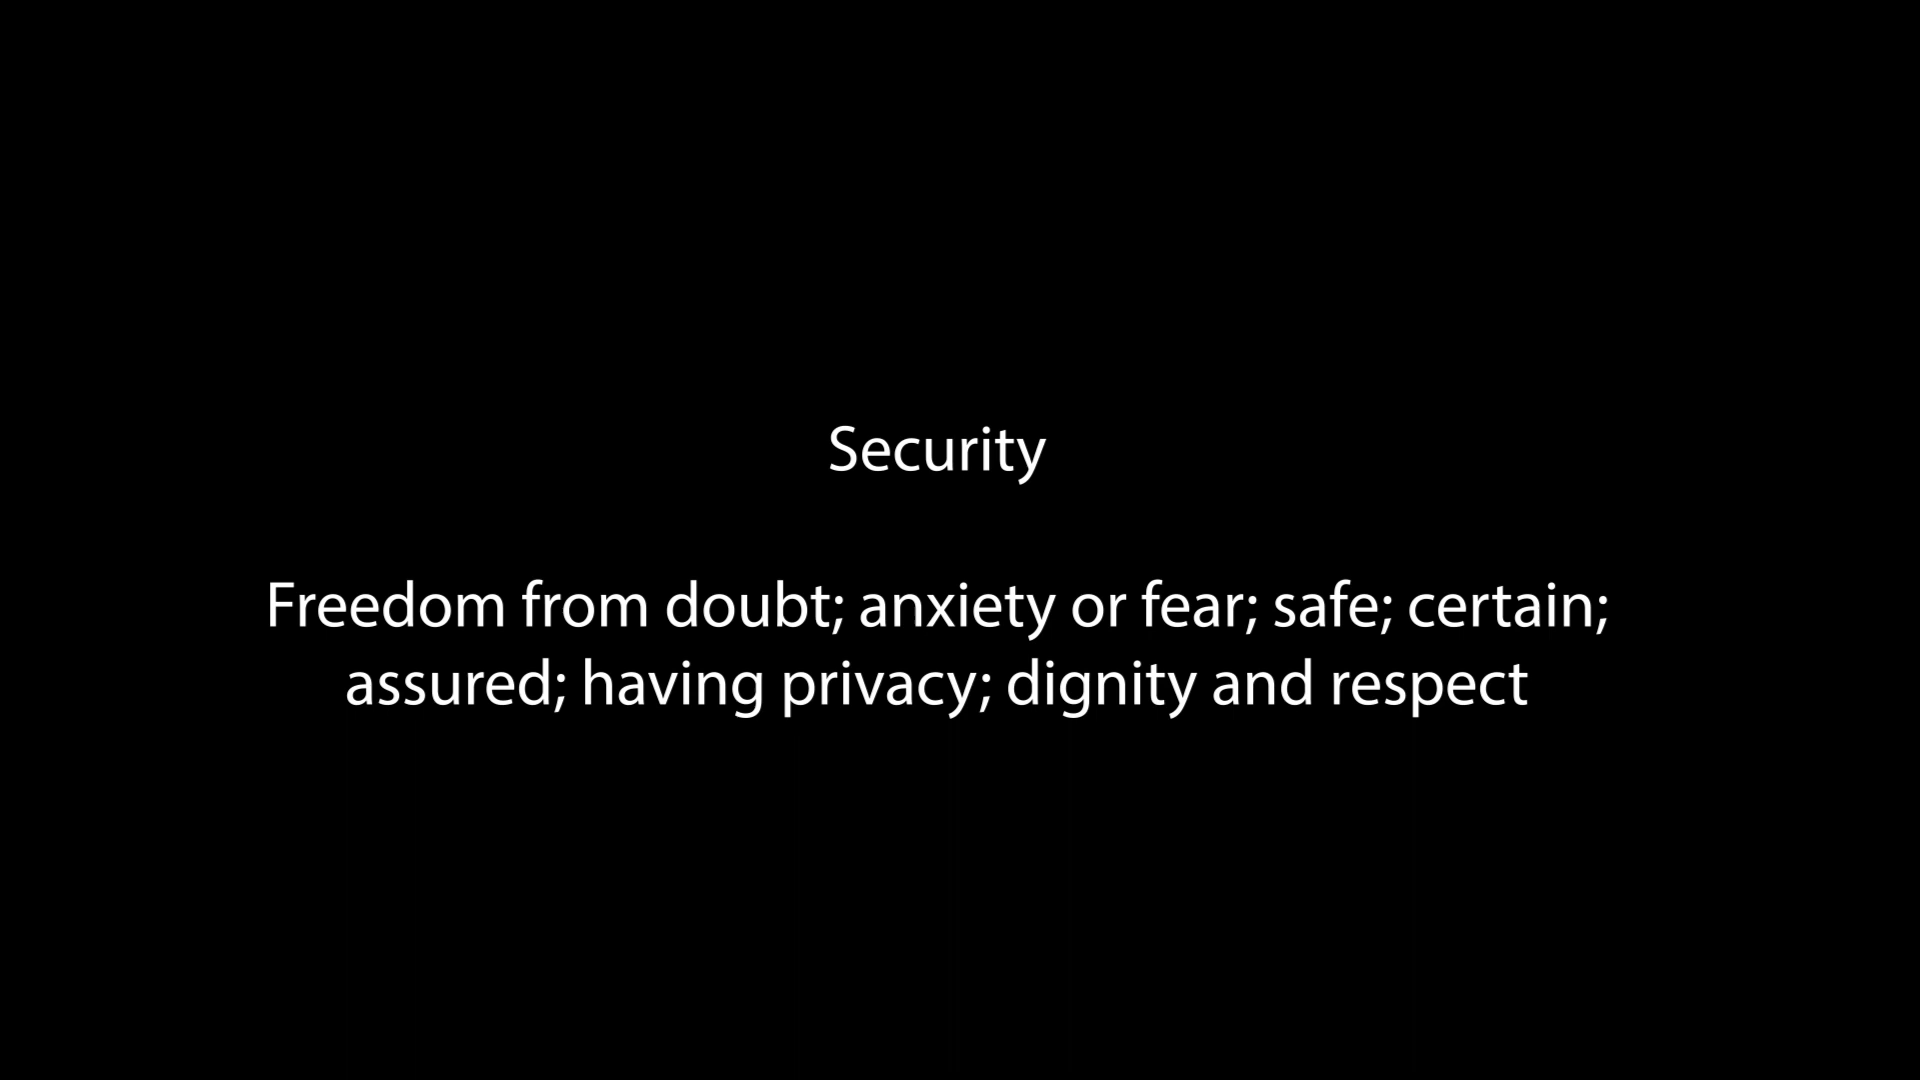 Security
Freedom from doubt; anxiety or fear; safe; certain;
assured; having privacy; dignity and respect